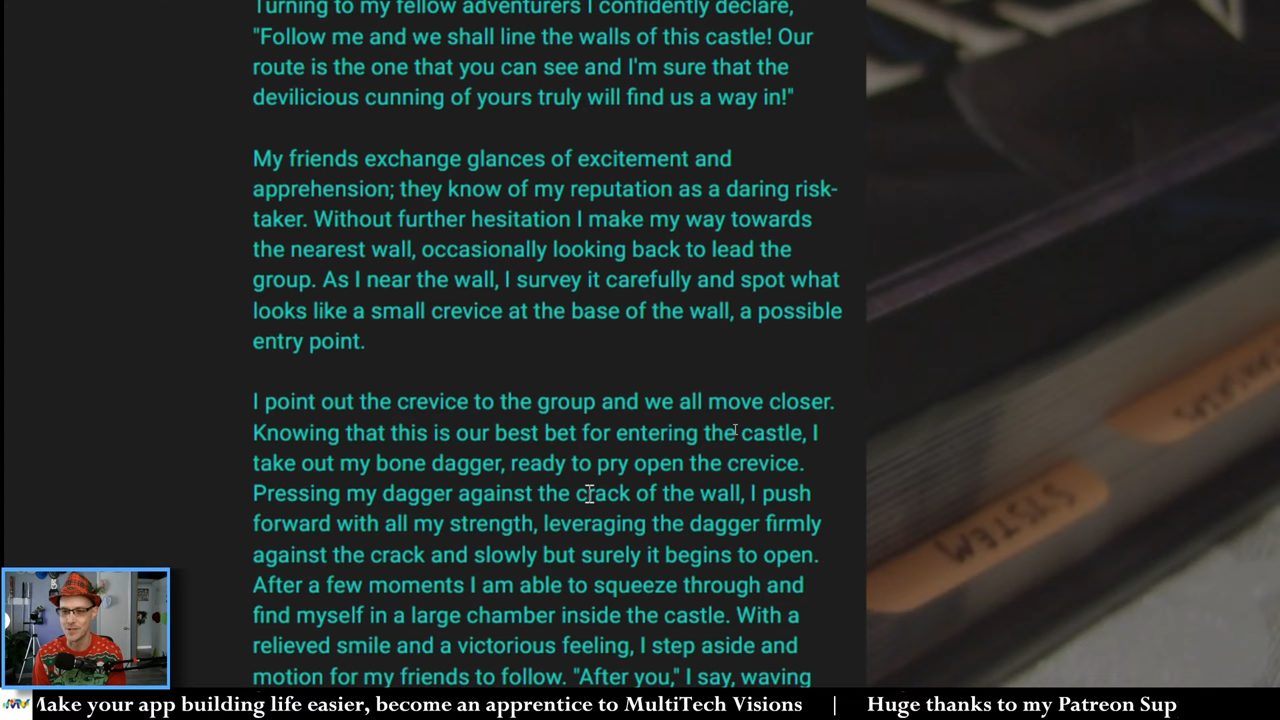 Turning to my fellow adventurers I confidently declare,
"Follow me and we shall line the walls of this castle! Our
route is the one that you can see and I'm sure that the
devilicious cunning of yours truly will find us a way in!"
My friends exchange glances of excitement and
apprehension; they know of my reputation as a daring risk-
taker. Without further hesitation I make my way towards
the nearest wall, occasionally looking back to lead the
group. As I near the wall, I survey it carefully and spot what
looks like a small crevice at the base of the wall, a possible
entry point.
I point out the crevice to the group and we all move closer.
Knowing that this is our best bet for entering the castle, I
take out my bone dagger, ready to pry open the crevice.
Pressing my dagger against the crack of the wall, I push
forward with all my strength, leveraging the dagger firmly
against the crack and slowly but surely it begins to open.
After a few moments I am able to squeeze through and
find myself in a large chamber inside the castle. With a
relieved smile and a victorious feeling, I step aside and
motion for my friends to follow. "After you," I say, waving
SYSTEM
Make your app building life easier, become an apprentice to MultiTech Visions | Huge thanks to my Patreon Sup